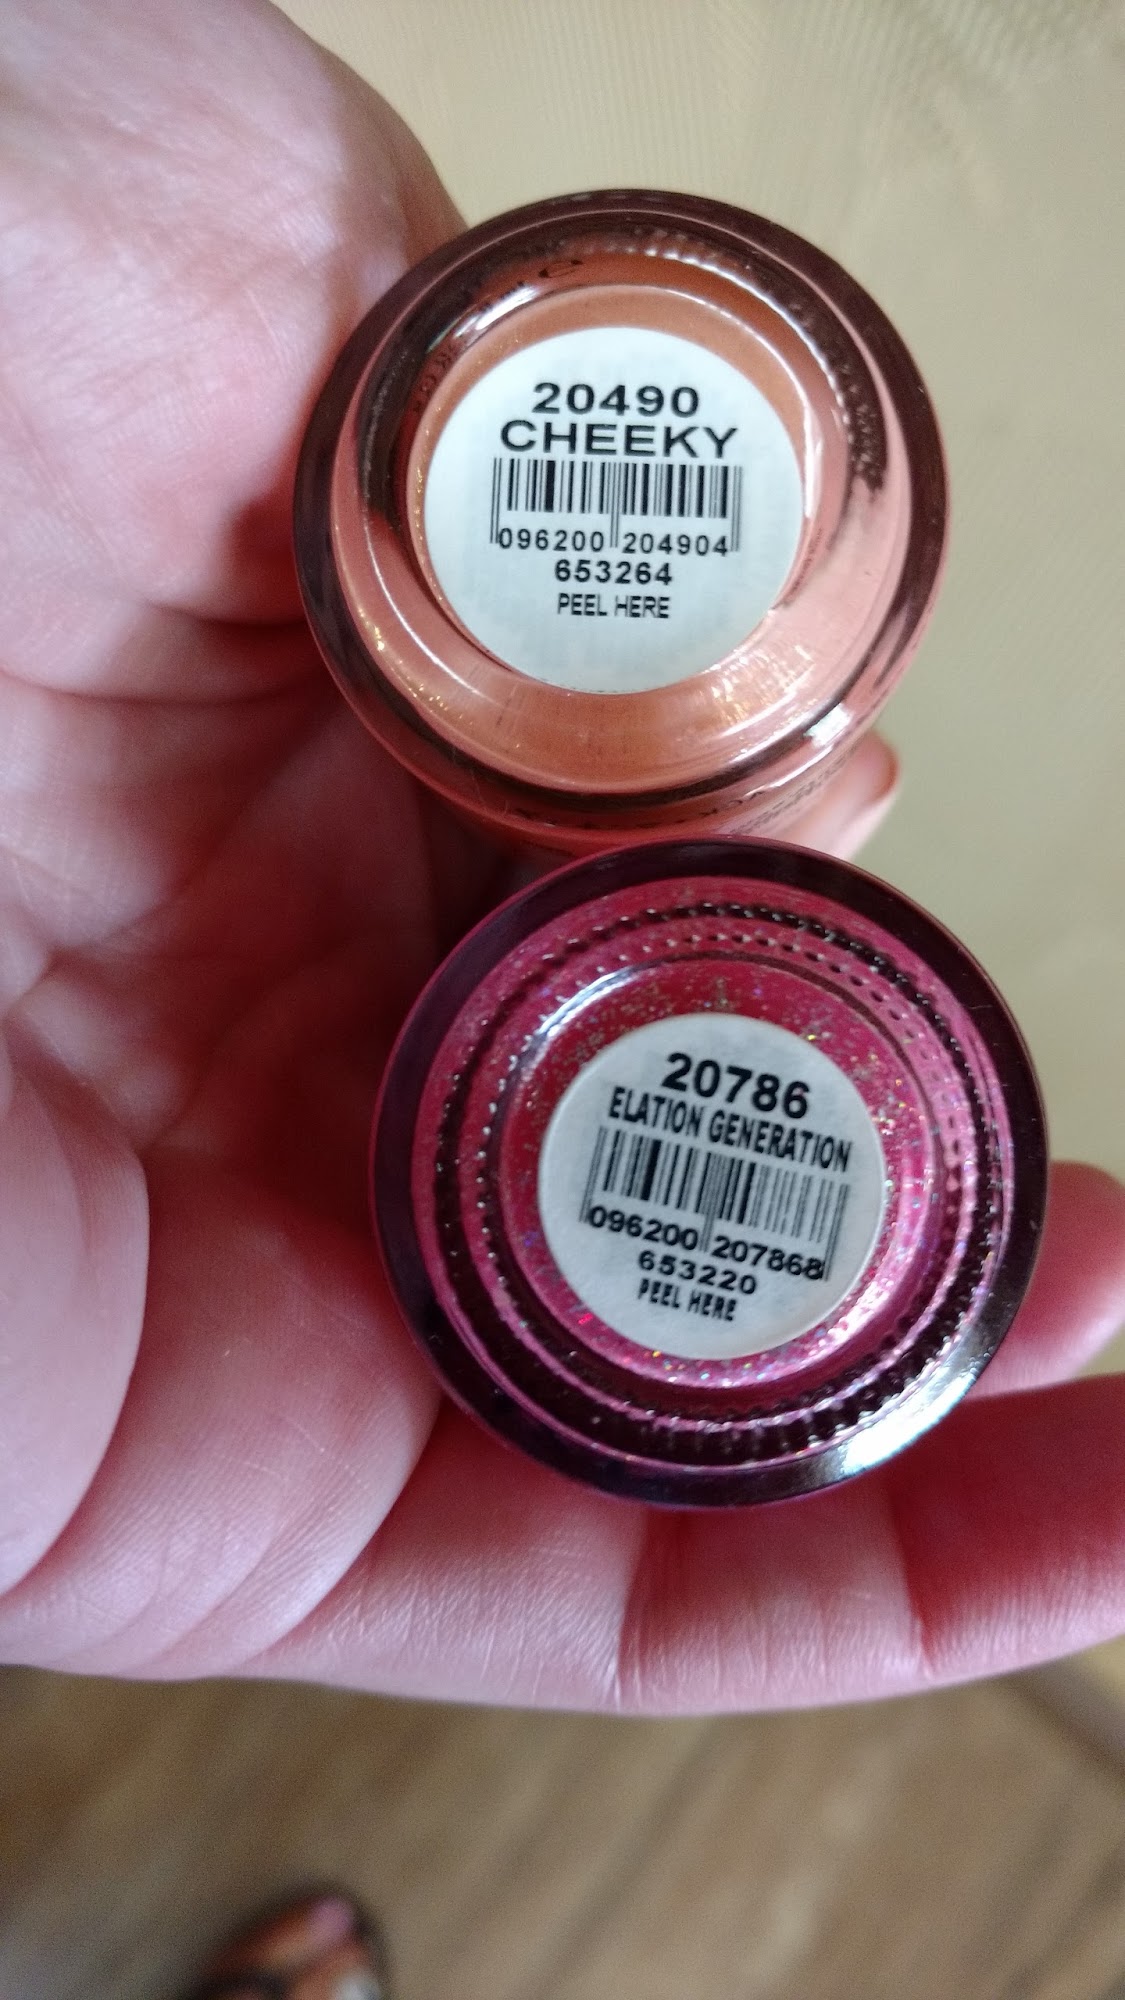 20490
CHEEKY
096200 204904
653264
PEEL HERE
20786
ELATION GENERATION
096200 207868
653220
PEEL HERE